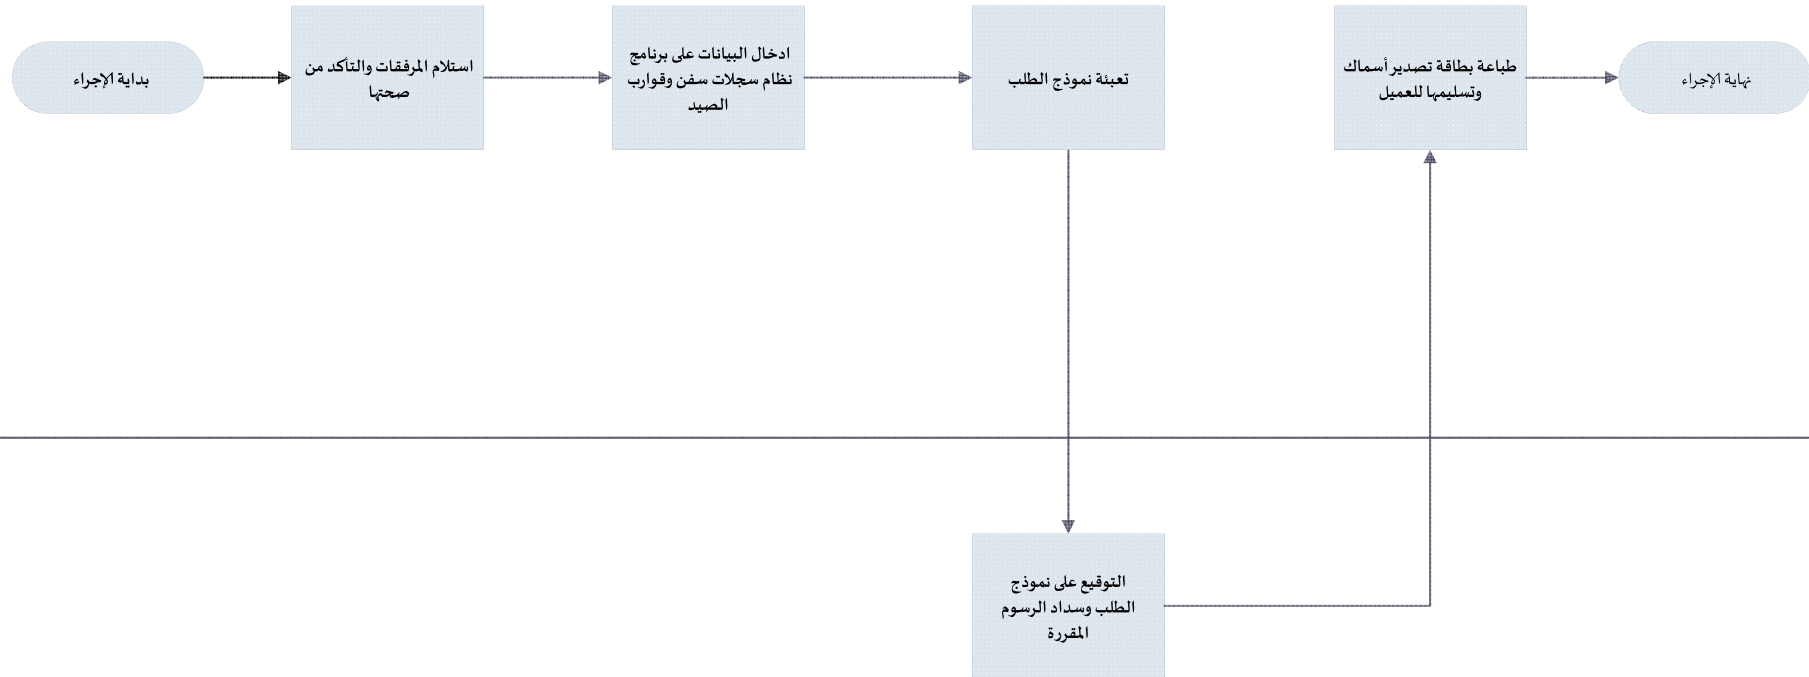 بداية الإجراء
استلام المرفقات والتأكد من
صحتها
ادخال البيانات على برنامج
نظام سجلات سفن وقوارب
الصيد
تعبئة نموذج الطلب
التوقيع على نموذج
الطلب وسداد الرسوم
المقررة
طباعة بطاقة تصدير أسماك
وتسليمها للعميل
نهاية الإجراء